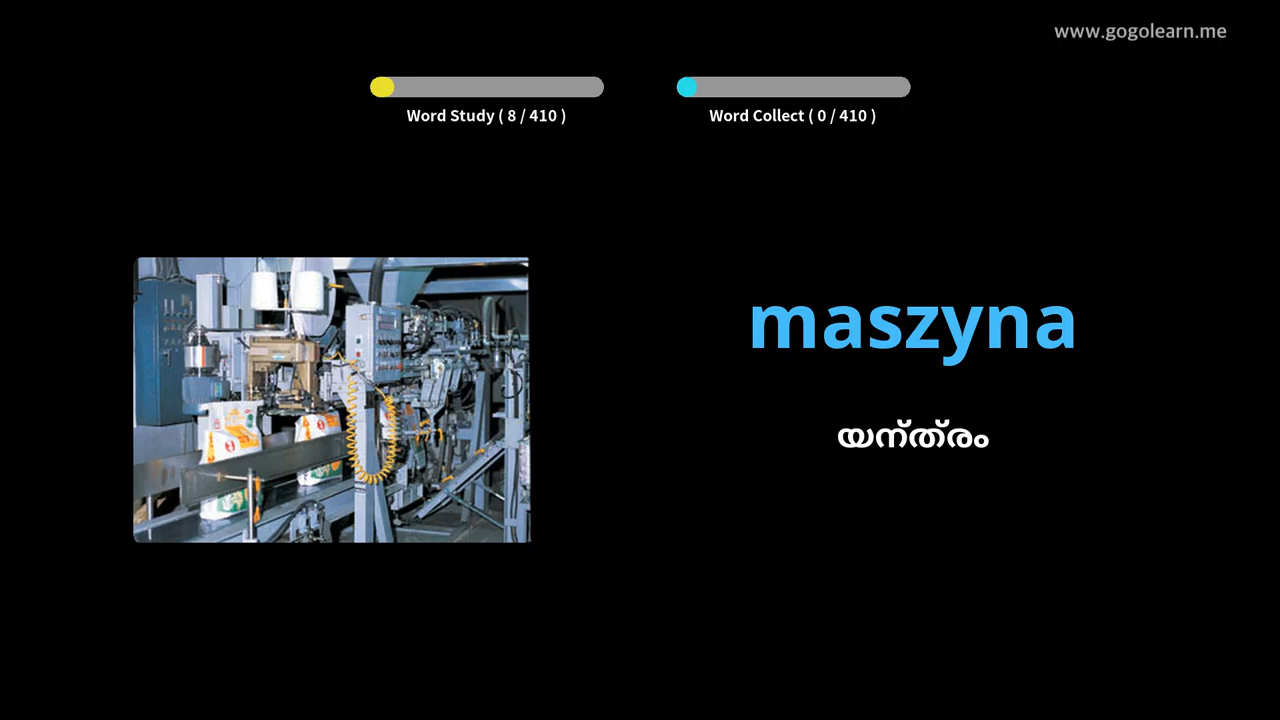 www.gogolearn.me
Word Study ( 8 / 410 )
Word Collect ( 0 / 410 )
maszyna
യന്ത്രം